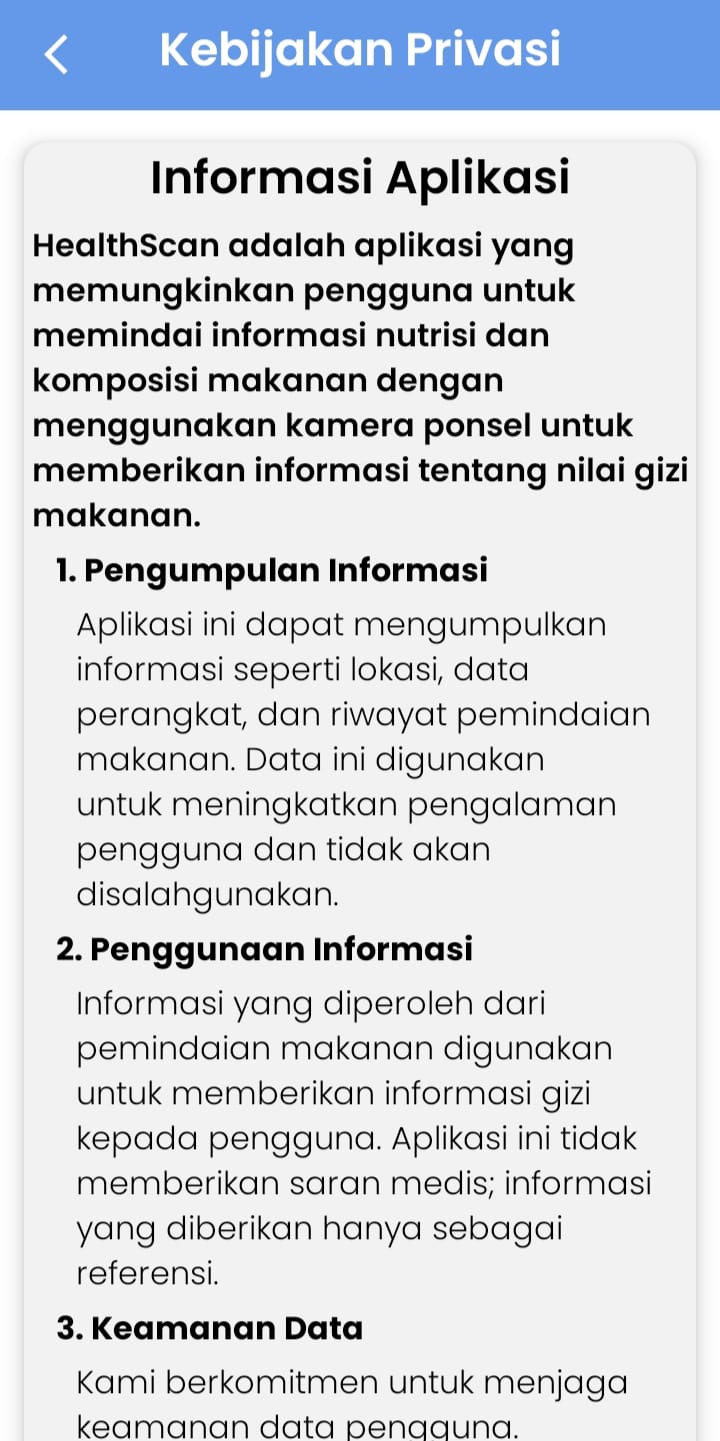 Kebijakan Privasi
Informasi Aplikasi
HealthScan adalah aplikasi yang
memungkinkan pengguna untuk
memindai informasi nutrisi dan
komposisi makanan dengan
menggunakan kamera ponsel untuk
memberikan informasi tentang nilai gizi
makanan.
1. Pengumpulan Informasi
Aplikasi ini dapat mengumpulkan
informasi seperti lokasi, data
perangkat, dan riwayat pemindaian
makanan. Data ini digunakan
untuk meningkatkan pengalaman
pengguna dan tidak akan
disalahgunakan.
2. Penggunaan Informasi
Informasi yang diperoleh dari
pemindaian makanan digunakan
untuk memberikan informasi gizi
kepada pengguna. Aplikasi ini tidak
memberikan saran medis; informasi
yang diberikan hanya sebagai
referensi.
3. Keamanan Data
Kami berkomitmen untuk menjaga
keamanan data pengguna.